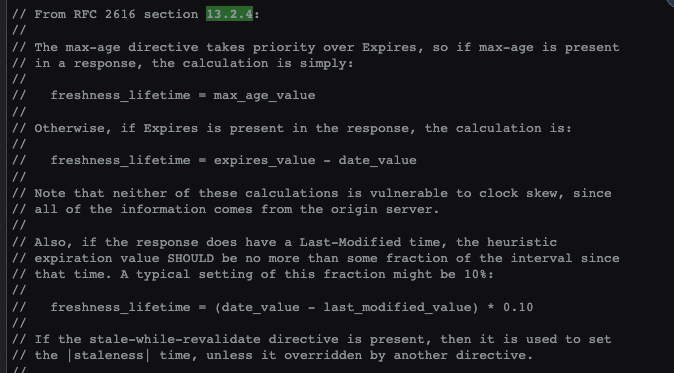 // From RFC 2616 section 13.2.4:
//
// The max-age directive takes priority over Expires, so if max-age is present
// in a response, the calculation is simply:
//
//   freshness_lifetime = max_age_value
//
// Otherwise, if Expires is present in the response, the calculation is:
//
//   freshness_lifetime = expires_value - date_value
//
// Note that neither of these calculations is vulnerable to clock skew, since
// all of the information comes from the origin server.
//
// Also, if the response does have a Last-Modified time, the heuristic
// expiration value SHOULD be no more than some fraction of the interval since
// that time. A typical setting of this fraction might be 10%:
//
//   freshness_lifetime = (date_value - last_modified_value) * 0.10
//
// If the stale-while-revalidate directive is present, then it is used to set
// the |staleness| time, unless it overridden by another directive.
//